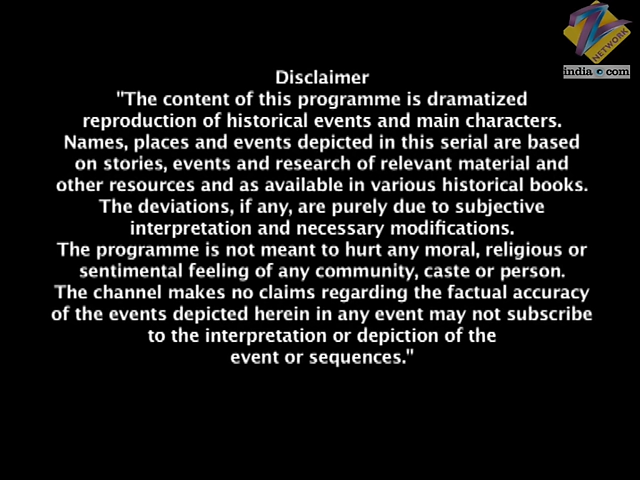 Z
NETWORK
india.com
Disclaimer
"The content of this programme is dramatized
reproduction of historical events and main characters.
Names, places and events depicted in this serial are based
on stories, events and research of relevant material and
other resources and as available in various historical books.
The deviations, if any, are purely due to subjective
interpretation and necessary modifications.
The programme is not meant to hurt any moral, religious or
sentimental feeling of any community, caste or person.
The channel makes no claims regarding the factual accuracy
of the events depicted herein in any event may not subscribe
to the interpretation or depiction of the
event or sequences."